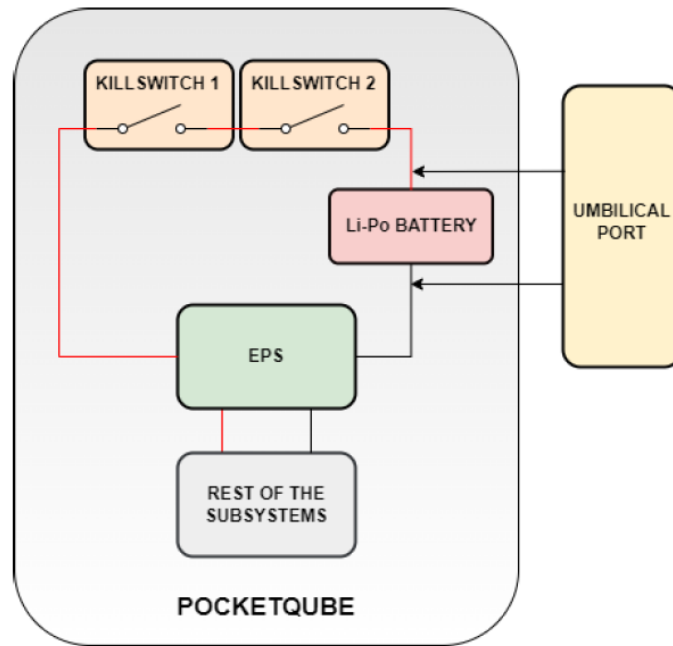 KILLSWITCH 1
KILLSWITCH 2
Li-Po BATTERY
UMBILICAL
PORT
EPS
REST OF THE
SUBSYSTEMS
POCKETQUBE